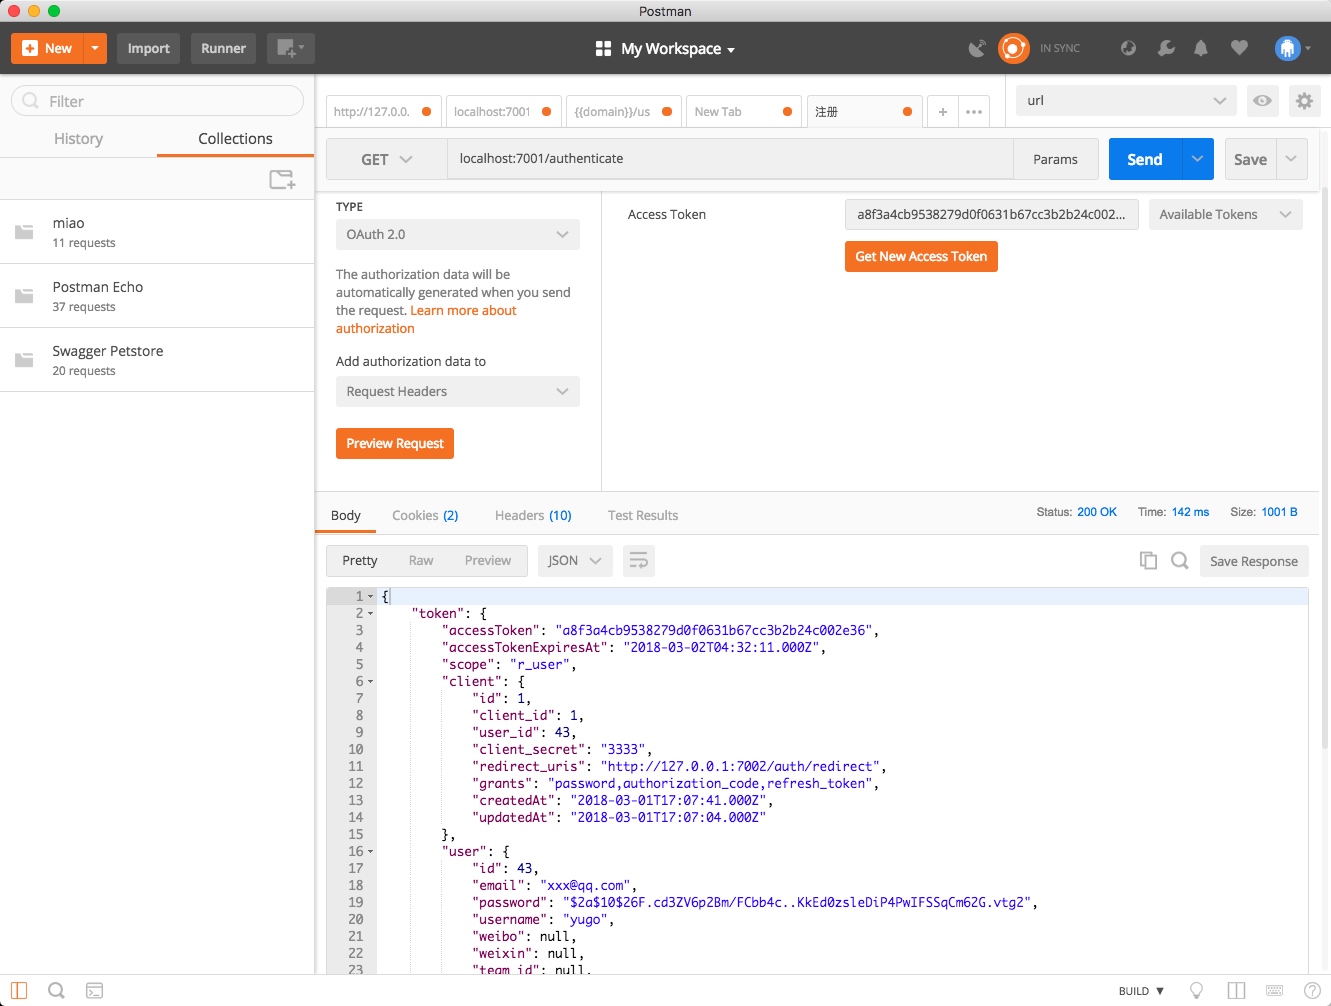 Postman
New
Import
Runner
My Workspace
IN SYNC
Filter
History
Collections
miao
11 requests
Postman Echo
37 requests
Swagger Petstore
20 requests
http://127.0.0.
localhost:7001
{{domain}}/us
New Tab
注册
+
•••
url
GET
localhost:7001/authenticate
Params
Send
Save
TYPE
OAuth 2.0
The authorization data will be
automatically generated when you send
the request. Learn more about
authorization
Add authorization data to
Request Headers
Preview Request
Access Token
a8f3a4cb9538279d0f0631b67cc3b2b24c002...
Available Tokens
Get New Access Token
Body
Cookies (2)
Headers (10)
Test Results
Status: 200 OK
Time: 142 ms
Size: 1001 B
Pretty
Raw
Preview
JSON
Save Response
1 {
2 "token": {
3 "accessToken": "a8f3a4cb9538279d0f0631b67cc3b2b24c002e36",
4 "accessTokenExpiresAt": "2018-03-02T04:32:11.000Z",
5 "scope": "r_user",
6 "client": {
7 "id": 1,
8 "client_id": 1,
9 "user_id": 43,
10 "client_secret": "3333",
11 "redirect_uris": "http://127.0.0.1:7002/auth/redirect",
12 "grants": "password,authorization_code,refresh_token",
13 "createdAt": "2018-03-01T17:07:41.000Z",
14 "updatedAt": "2018-03-01T17:07:04.000Z"
15 },
16 "user": {
17 "id": 43,
18 "email": "xxx@qq.com",
19 "password": "$2a$10$26F.cd3ZV6p2Bm/FCbb4c..KkEd0zsleDiP4PwIFSSqCm62G.vtg2",
20 "username": "yugo",
21 "weibo": null,
22 "weixin": null,
23 "team_id": null,
BUILD